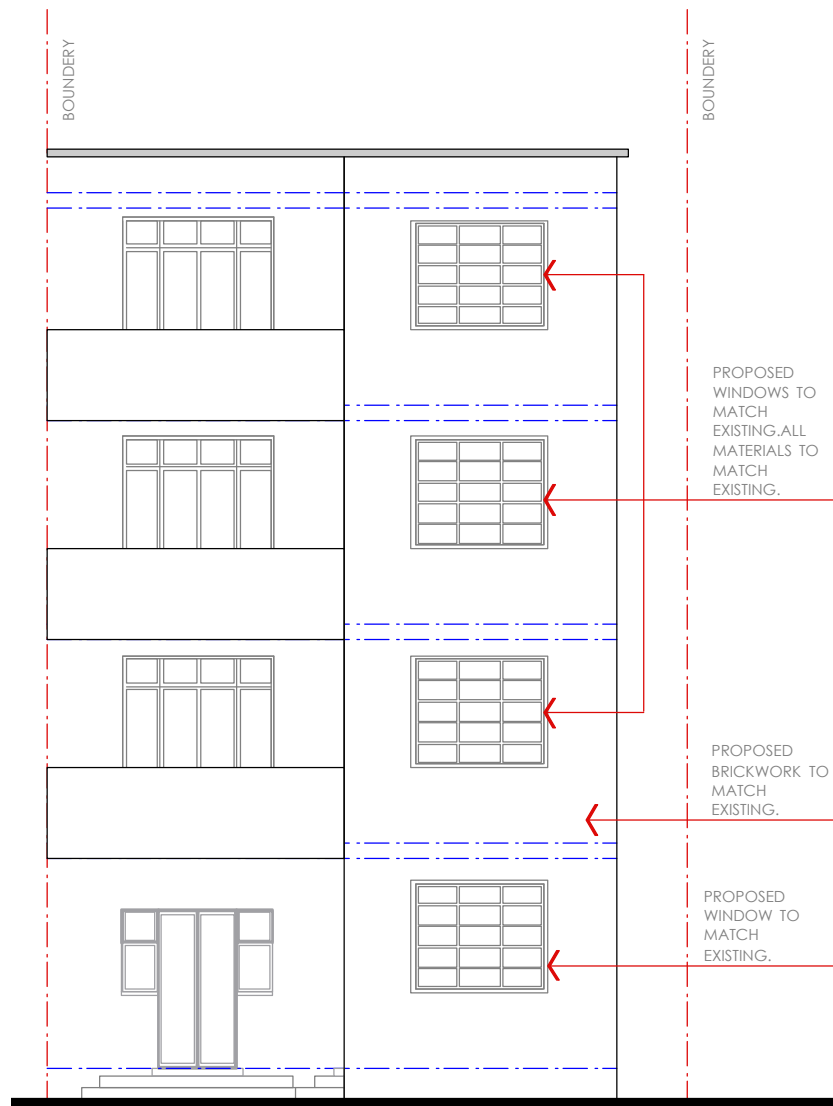 BOUNDERY
BOUNDERY
PROPOSED
WINDOWS TO
MATCH
EXISTING.ALL
MATERIALS TO
MATCH
EXISTING.
PROPOSED
BRICKWORK TO
MATCH
EXISTING.
PROPOSED
WINDOW TO
MATCH
EXISTING.